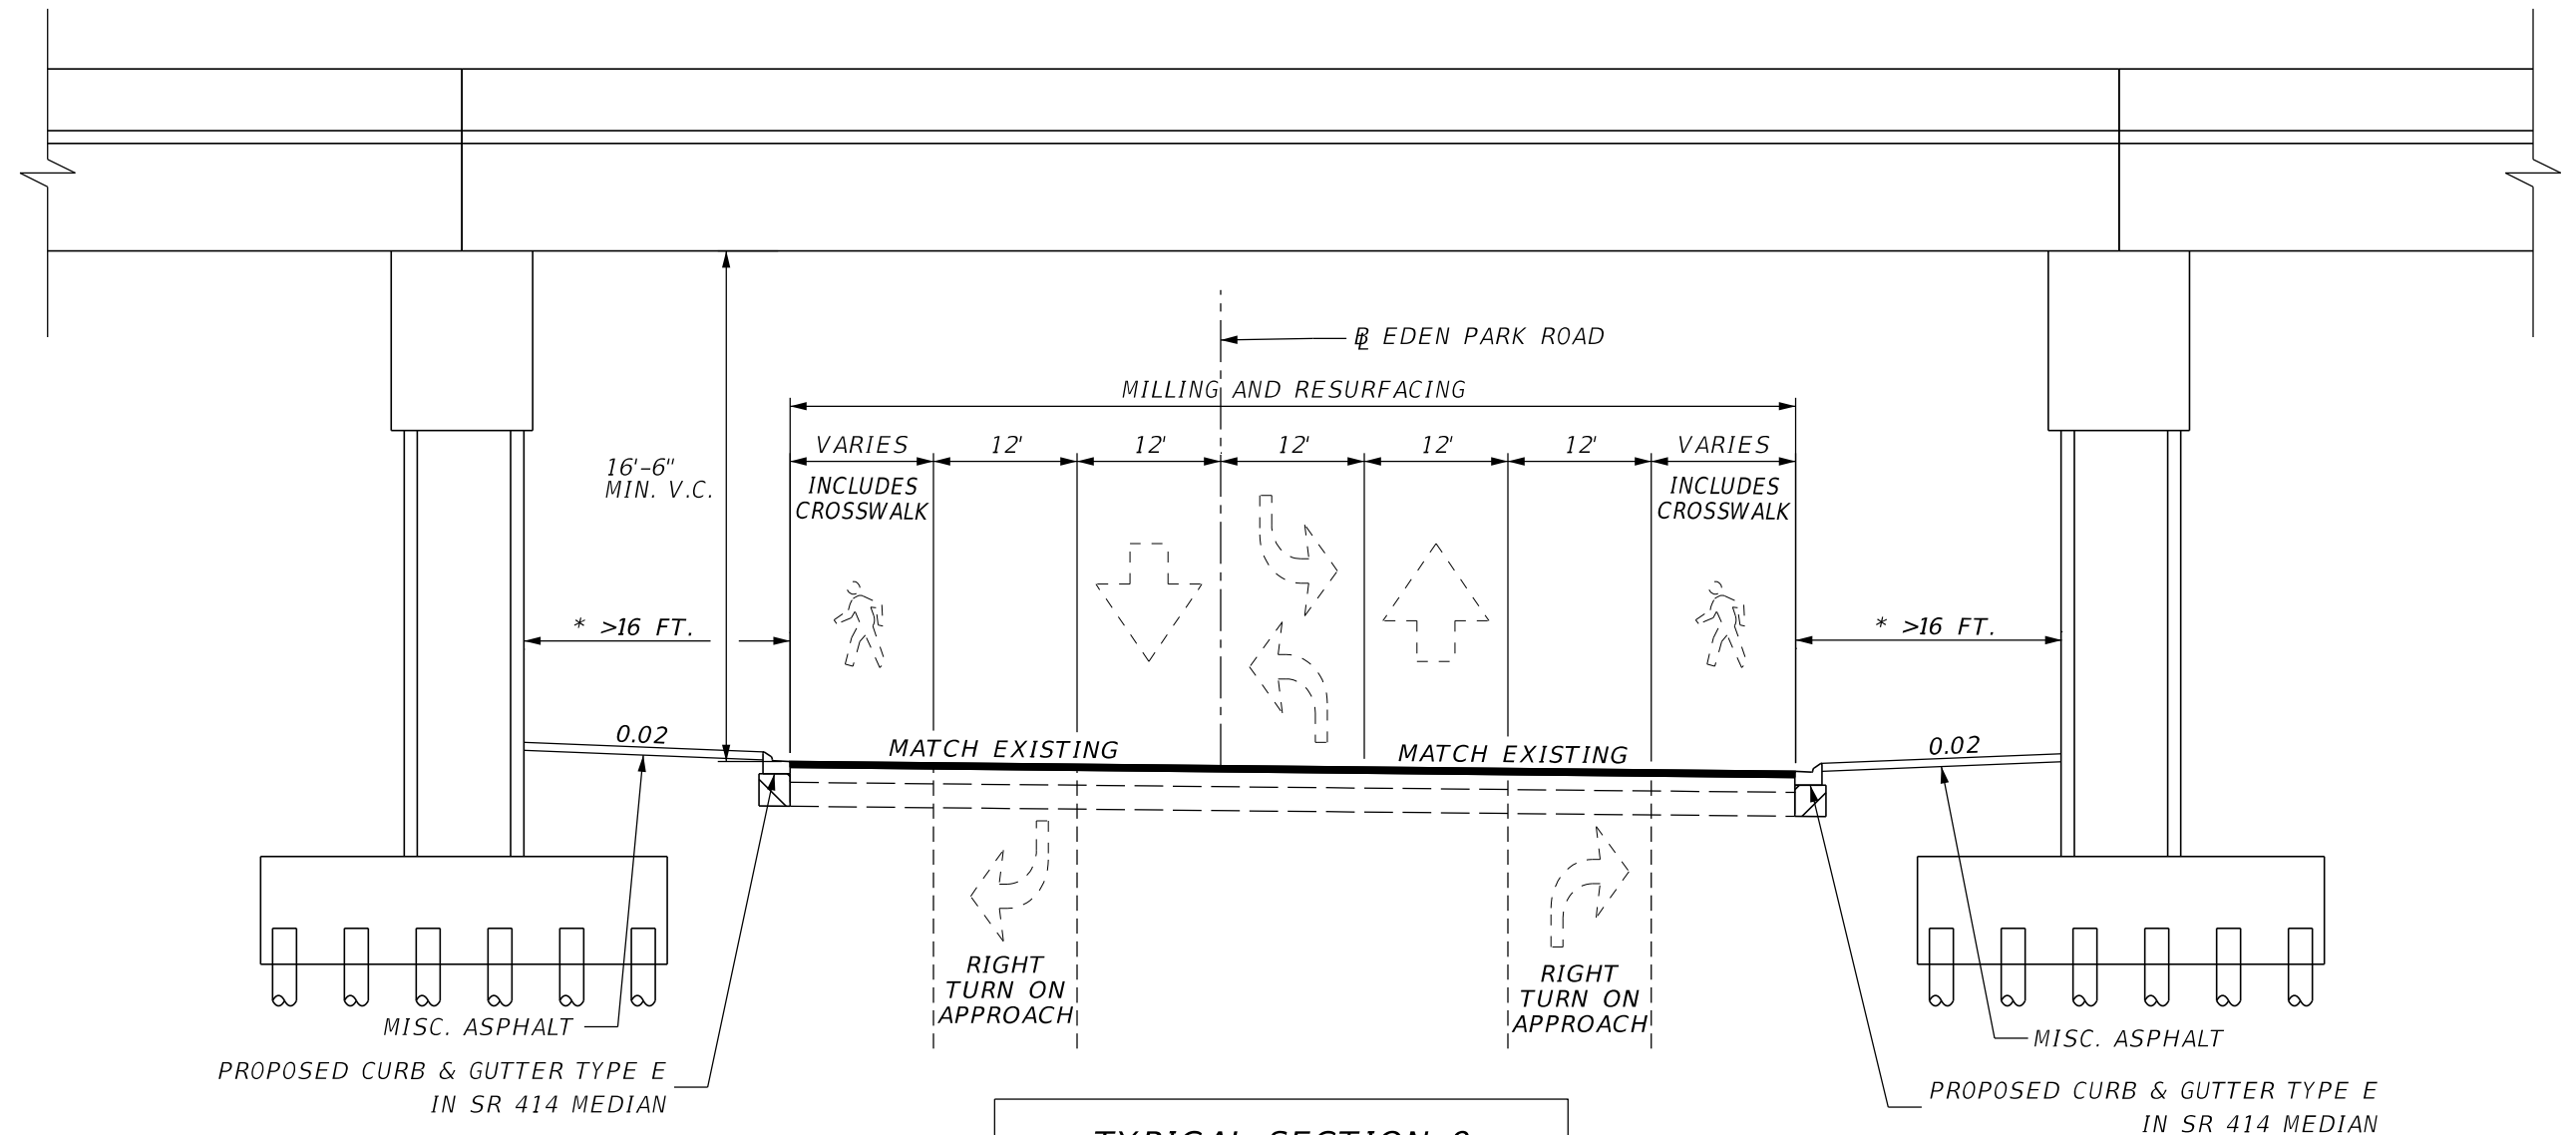 ℄ EDEN PARK ROAD
MILLING AND RESURFACING
VARIES 12' 12' 12' 12' 12' VARIES
16'-6"
MIN. V.C.
INCLUDES
CROSSWALK
INCLUDES
CROSSWALK
* >16 FT.
* >16 FT.
0.02
MATCH EXISTING
MATCH EXISTING
0.02
RIGHT
TURN ON
APPROACH
RIGHT
TURN ON
APPROACH
MISC. ASPHALT
MISC. ASPHALT
PROPOSED CURB & GUTTER TYPE E
IN SR 414 MEDIAN
PROPOSED CURB & GUTTER TYPE E
IN SR 414 MEDIAN
TYPICAL SECTION